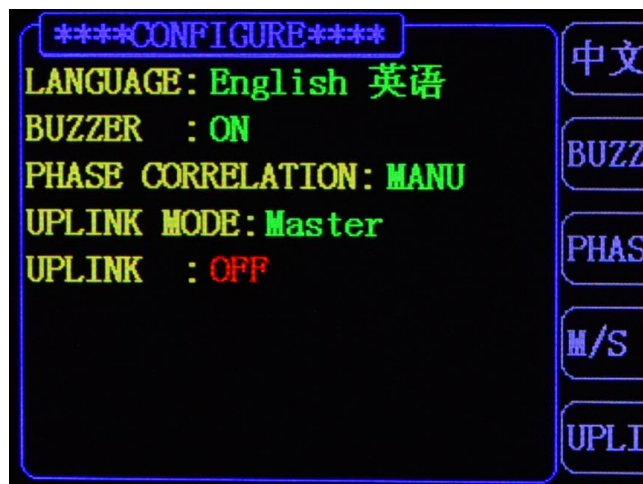 ****CONFIGURE****
LANGUAGE: English 英语
BUZZER : ON
PHASE CORRELATION: MANU
UPLINK MODE: Master
UPLINK : OFF
中文
BUZZ
PHAS
M/S
UPLI